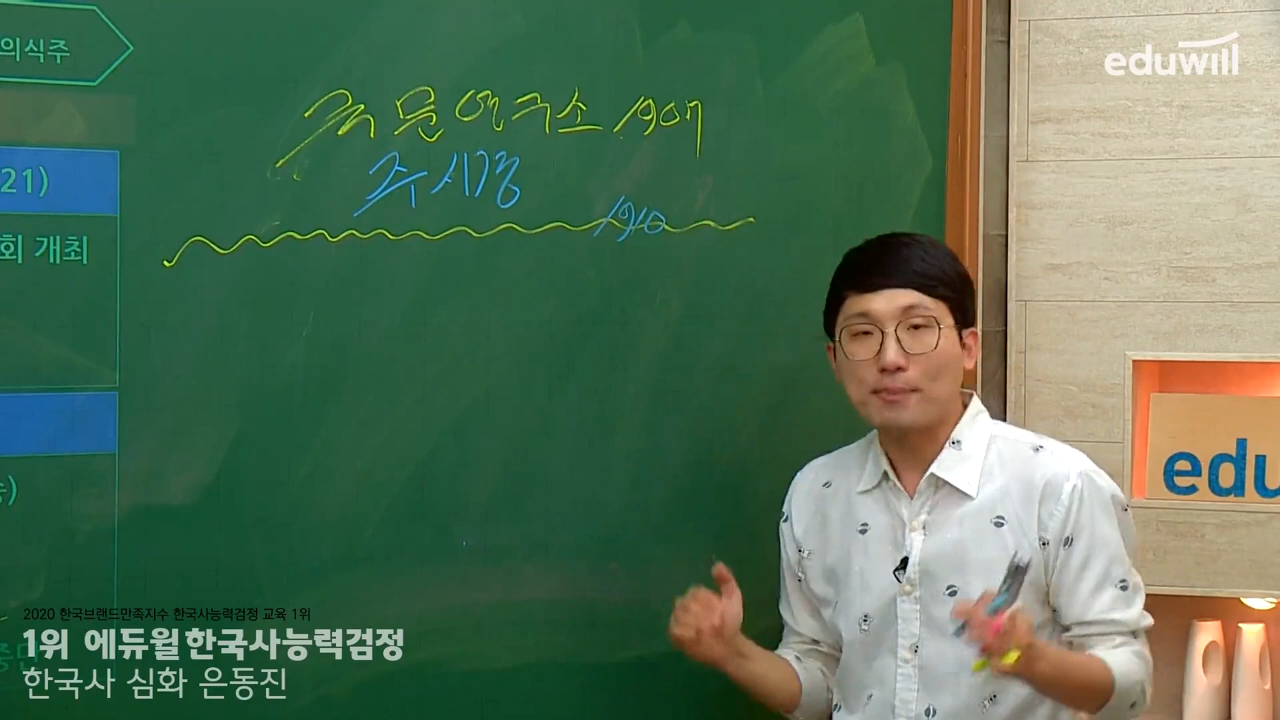 의식주
eduwill
국문연구소 1907
주시경
1910
21)
회 개최
edu
2020 한국브랜드만족지수 한국사능력검정 교육 1위
1위 에듀윌 한국사능력검정
한국사 심화 은동진